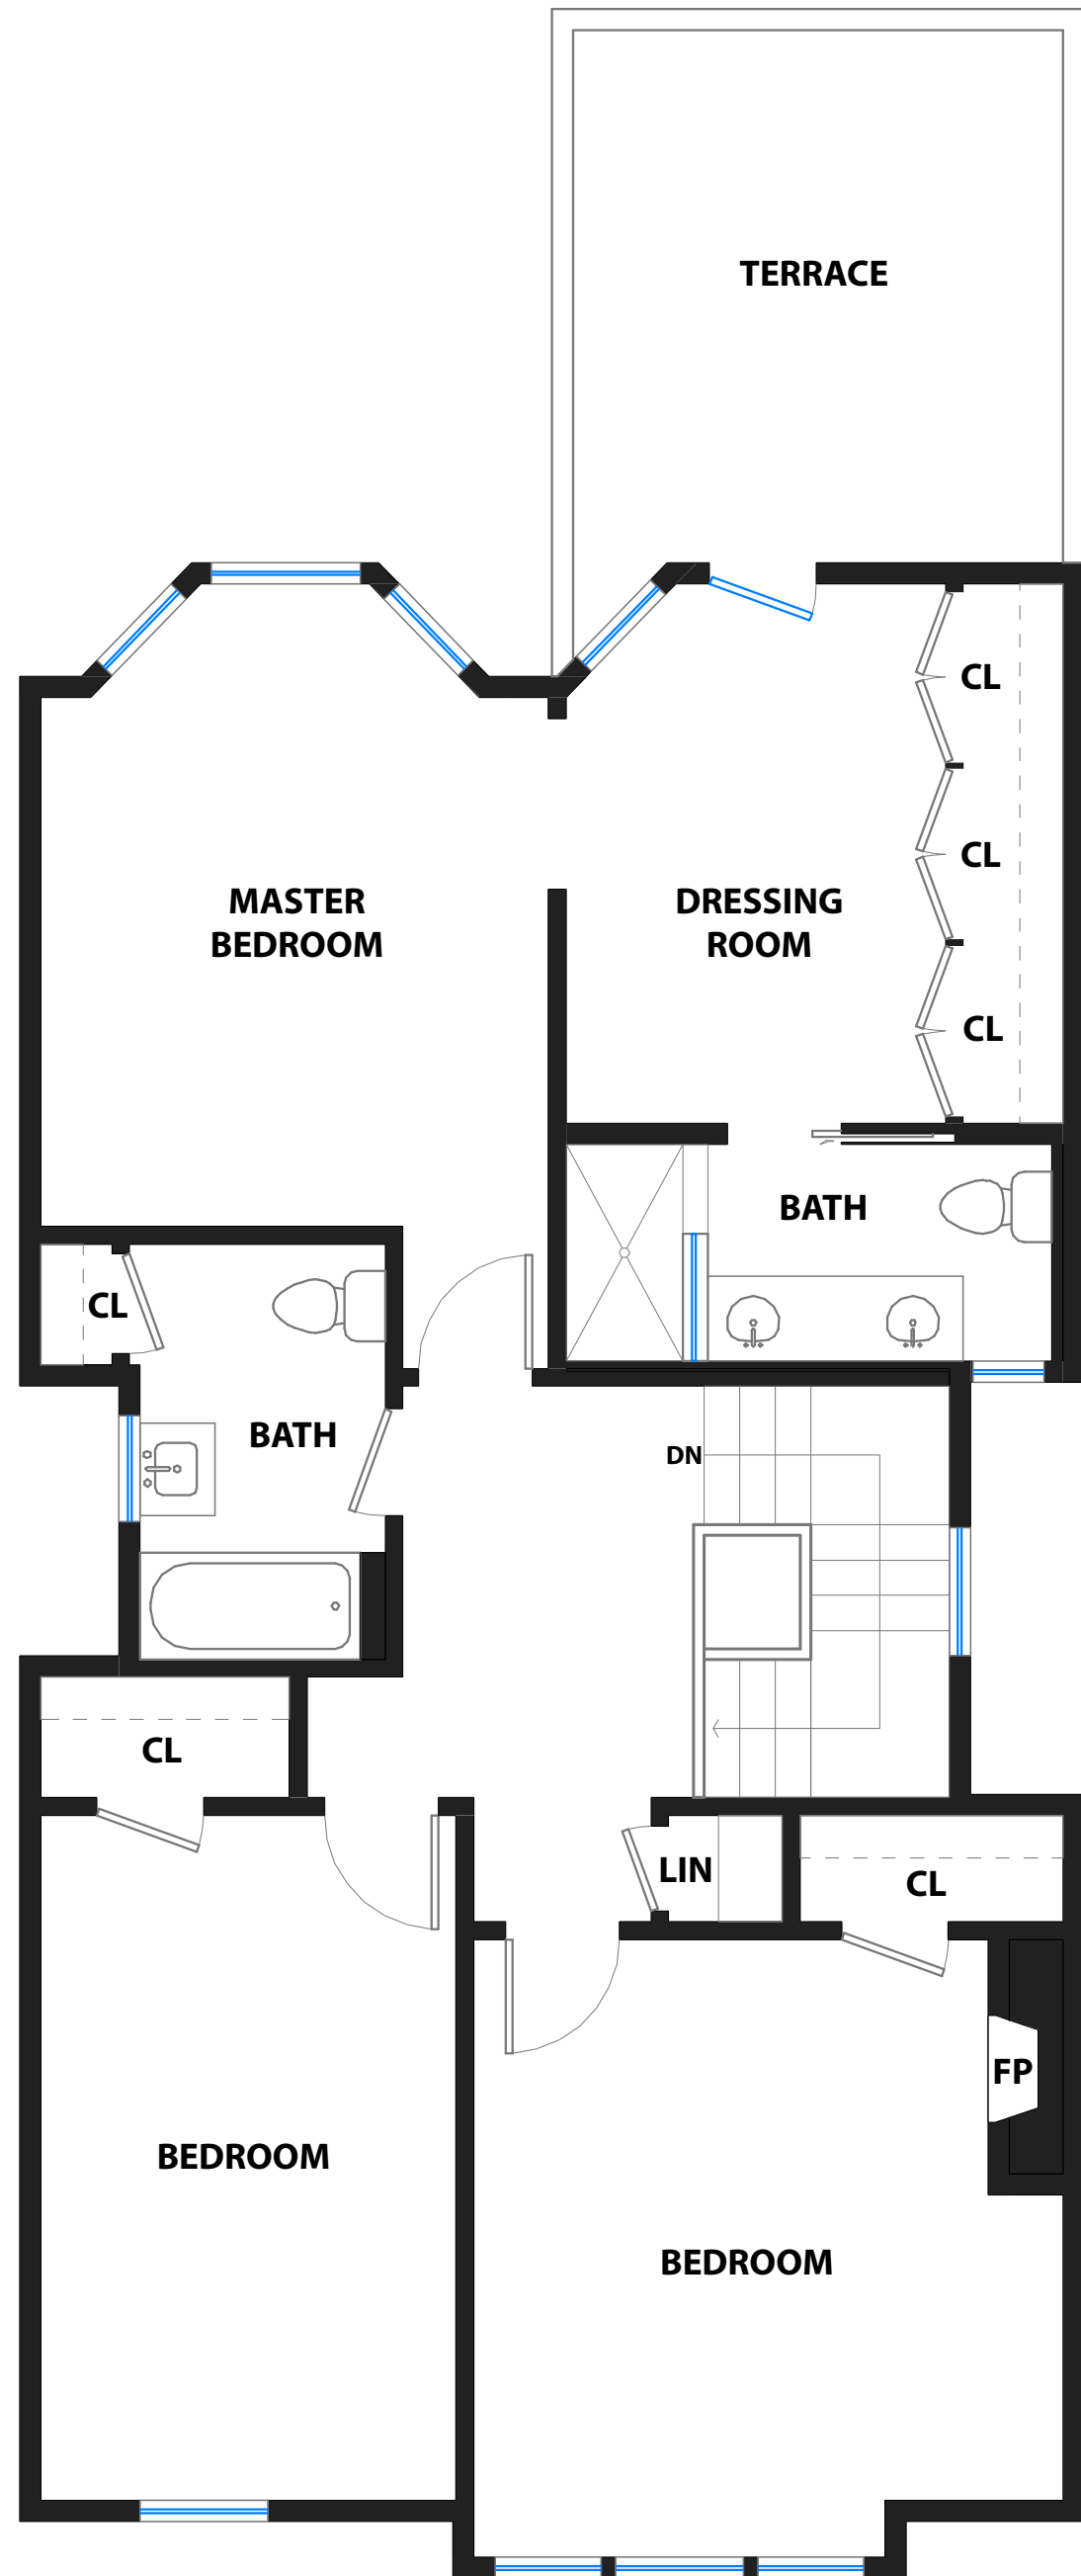 TERRACE
CL
CL
MASTER
BEDROOM
DRESSING
ROOM
CL
BATH
CL
BATH
DN
CL
LIN
CL
FP
BEDROOM
BEDROOM